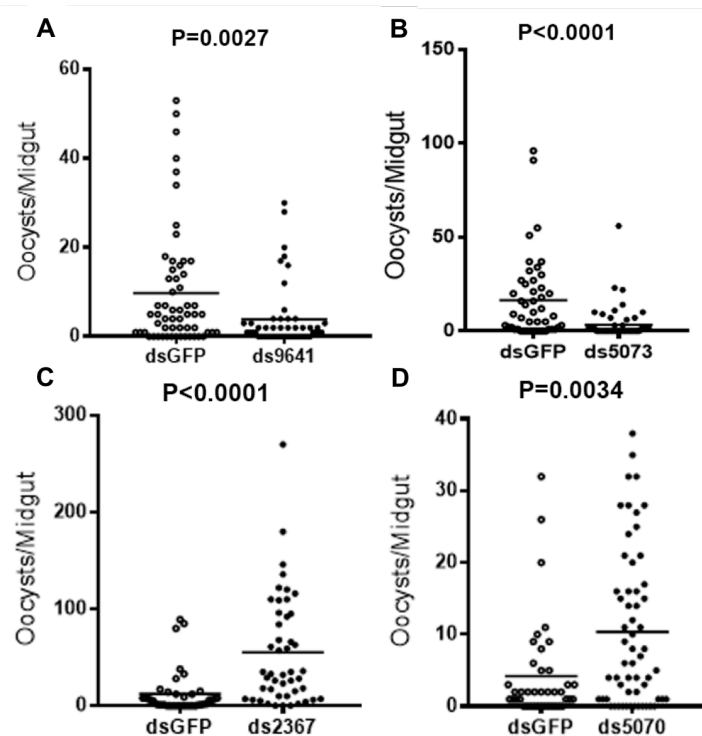 A
P=0.0027
60
40
20
0
Oocysts/Midgut
dsGFP
ds9641
B
P<0.0001
150
100
50
0
Oocysts/Midgut
dsGFP
ds5073
C
P<0.0001
300
200
100
0
Oocysts/Midgut
dsGFP
ds2367
D
P=0.0034
40
30
20
10
0
Oocysts/Midgut
dsGFP
ds5070